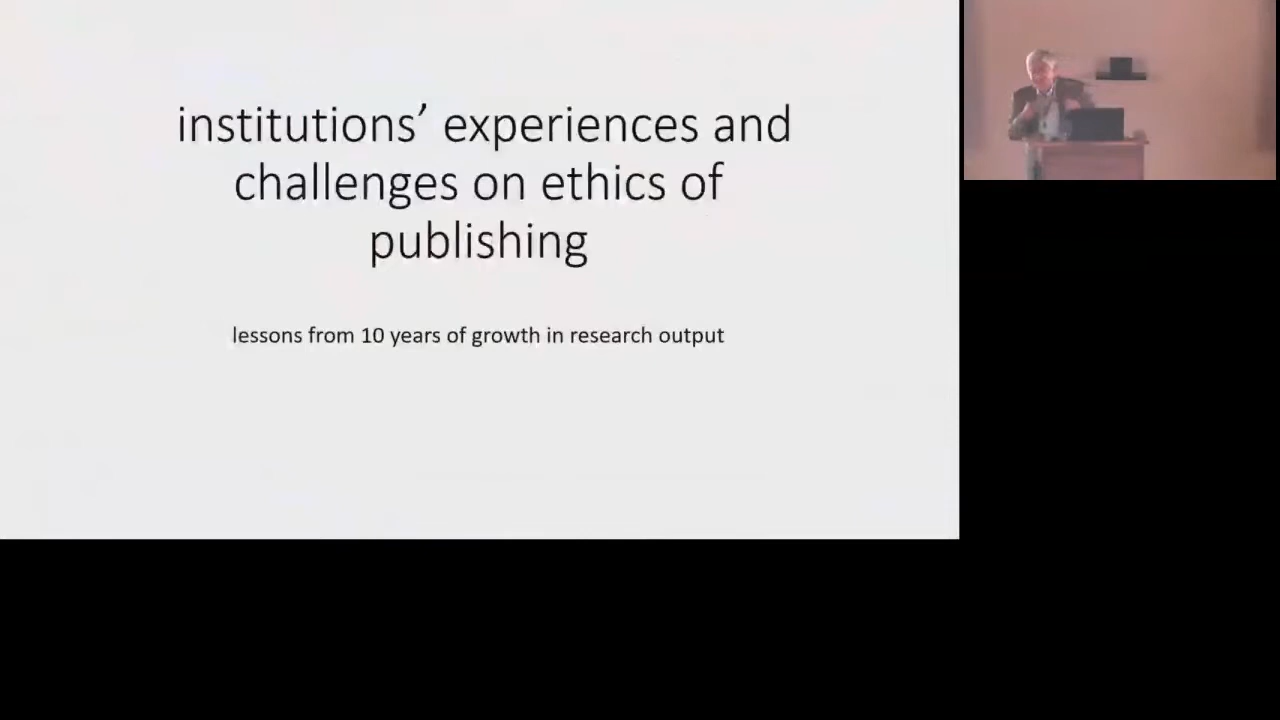 institutions’ experiences and
challenges on ethics of
publishing
lessons from 10 years of growth in research output